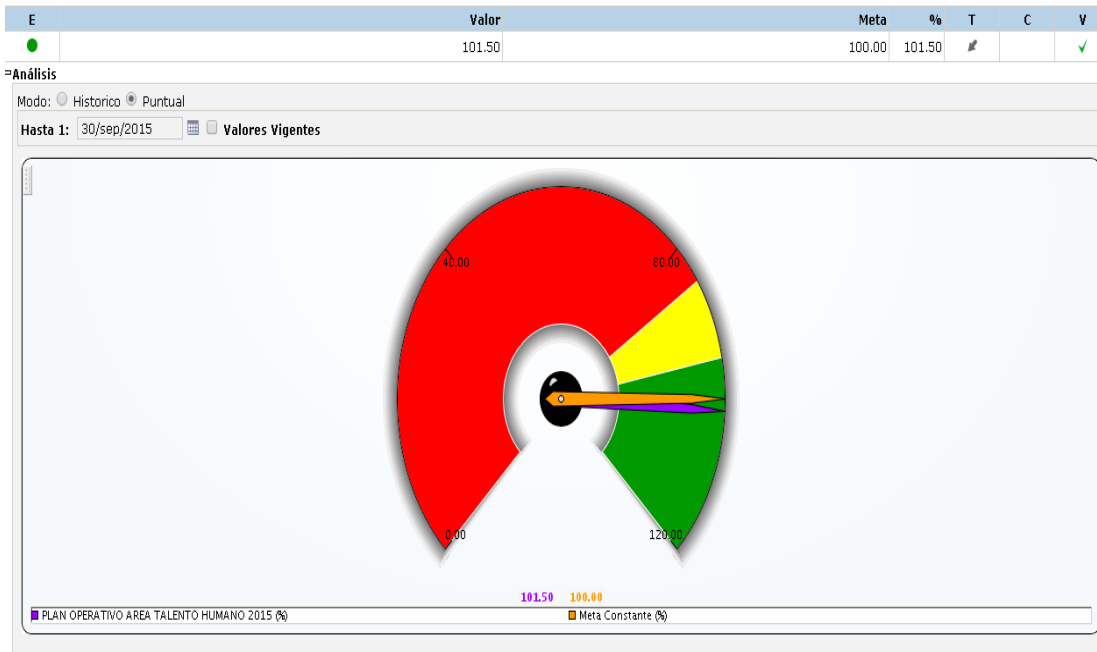 E Valor Meta % T C V
101.50 100.00 101.50
Análisis
Modo: Historico Puntual
Hasta 1: 30/sep/2015 Valores Vigentes
40.00 80.00
0.00 120.00
101.50 100.00
PLAN OPERATIVO AREA TALENTO HUMANO 2015 (%) Meta Constante (%)